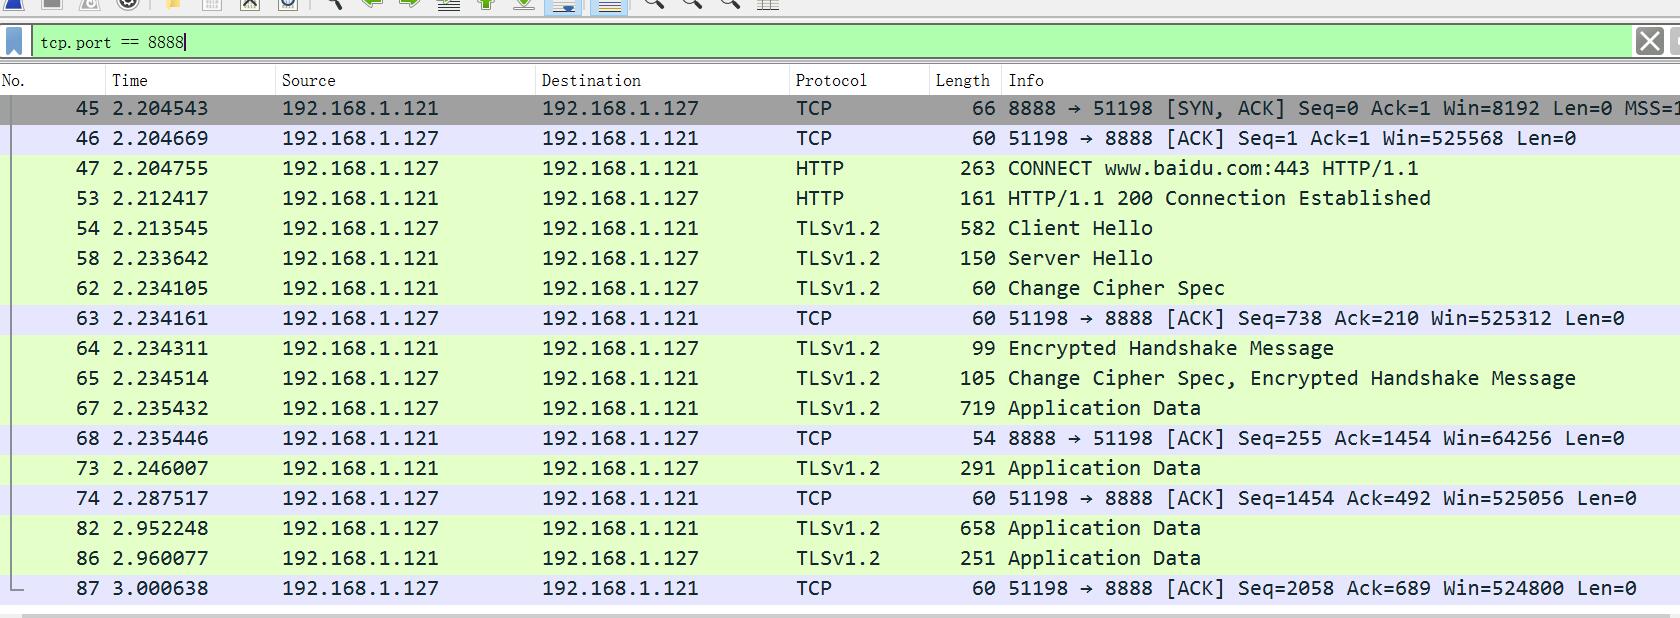 tcp.port == 8888
No. Time Source Destination Protocol Length Info
45 2.204543 192.168.1.121 192.168.1.127 TCP 66 8888 → 51198 [SYN, ACK] Seq=0 Ack=1 Win=8192 Len=0 MSS=1
46 2.204669 192.168.1.127 192.168.1.121 TCP 60 51198 → 8888 [ACK] Seq=1 Ack=1 Win=525568 Len=0
47 2.204755 192.168.1.127 192.168.1.121 HTTP 263 CONNECT www.baidu.com:443 HTTP/1.1
53 2.212417 192.168.1.121 192.168.1.127 HTTP 161 HTTP/1.1 200 Connection Established
54 2.213545 192.168.1.127 192.168.1.121 TLSv1.2 582 Client Hello
58 2.233642 192.168.1.121 192.168.1.127 TLSv1.2 150 Server Hello
62 2.234105 192.168.1.121 192.168.1.127 TLSv1.2 60 Change Cipher Spec
63 2.234161 192.168.1.127 192.168.1.121 TCP 60 51198 → 8888 [ACK] Seq=738 Ack=210 Win=525312 Len=0
64 2.234311 192.168.1.121 192.168.1.127 TLSv1.2 99 Encrypted Handshake Message
65 2.234514 192.168.1.127 192.168.1.121 TLSv1.2 105 Change Cipher Spec, Encrypted Handshake Message
67 2.235432 192.168.1.127 192.168.1.121 TLSv1.2 719 Application Data
68 2.235446 192.168.1.121 192.168.1.127 TCP 54 8888 → 51198 [ACK] Seq=255 Ack=1454 Win=64256 Len=0
73 2.246007 192.168.1.121 192.168.1.127 TLSv1.2 291 Application Data
74 2.287517 192.168.1.127 192.168.1.121 TCP 60 51198 → 8888 [ACK] Seq=1454 Ack=492 Win=525056 Len=0
82 2.952248 192.168.1.127 192.168.1.121 TLSv1.2 658 Application Data
86 2.960077 192.168.1.121 192.168.1.127 TLSv1.2 251 Application Data
87 3.000638 192.168.1.127 192.168.1.121 TCP 60 51198 → 8888 [ACK] Seq=2058 Ack=689 Win=524800 Len=0